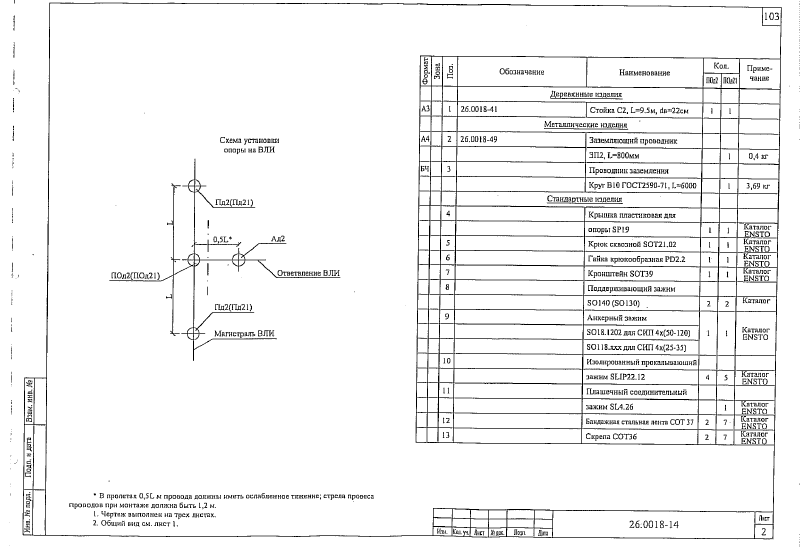 103
Схема установки
опоры на ВЛИ
Пд2(Пд21)
L
0,5L*
Ад2
ПОд2(ПОд21)
Ответвление ВЛИ
L
Пд2(Пд21)
Магистраль ВЛИ
Формат Зона Поз. Обозначение Наименование Кол. Приме-
ПОд2 ПОд21 чание
Деревянные изделия
А3 1 26.0018-41 Стойка С2, L=9.5м, dв=22см 1 1
Металлические изделия
А4 2 26.0018-49 Заземляющий проводник
ЗП2, L=800мм 1 0,4 кг
БЧ 3 Проводник заземления
Круг В10 ГОСТ2590-71, L=6000 1 3,69 кг
Стандартные изделия
4 Крышка пластиковая для
опоры SP19 1 1 Каталог ENSTO
5 Крюк сквозной SOT21.02 1 1 Каталог ENSTO
6 Гайка крюкообразная PD2.2 1 1 Каталог ENSTO
7 Кронштейн SOT39 1 1 Каталог ENSTO
8 Поддерживающий зажим
SO140 (SO130) 2 2 Каталог
9 Анкерный зажим
SO18.1202 для СИП 4х(50-120) 1 1 Каталог ENSTO
SO118.xxx для СИП 4х(25-35)
10 Изолированный прокалывающий
зажим SLIP22.12 4 5 Каталог ENSTO
11 Плашечный соединительный
зажим SL4.26 1 Каталог ENSTO
12 Бандажная стальная лента СОТ 37 2 7 Каталог ENSTO
13 Скрепа СОТ36 2 7 Каталог ENSTO
* В пролетах 0,5L м провода должны иметь ослабленное тяжение; стрела провеса
проводов при монтаже должна быть 1,2 м.
1. Чертеж выполнен на трех листах.
2. Общий вид см. лист 1.
Взам. инв. №
Подп. и дата
Инв. № подл.
Изм. Кол. уч. Лист № док. Подп. Дата
26.0018-14
Лист
2